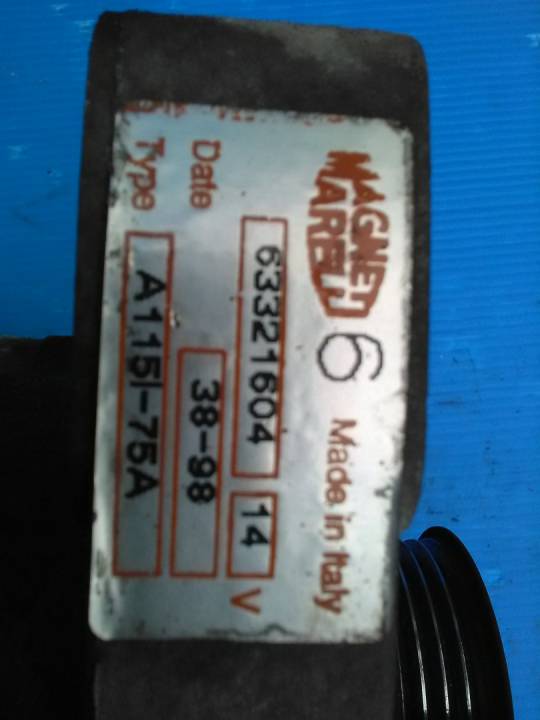 MAGNETI
MARELLI 6 Made in Italy
63321604 14 V
Date 38-98
Type A115I-75A